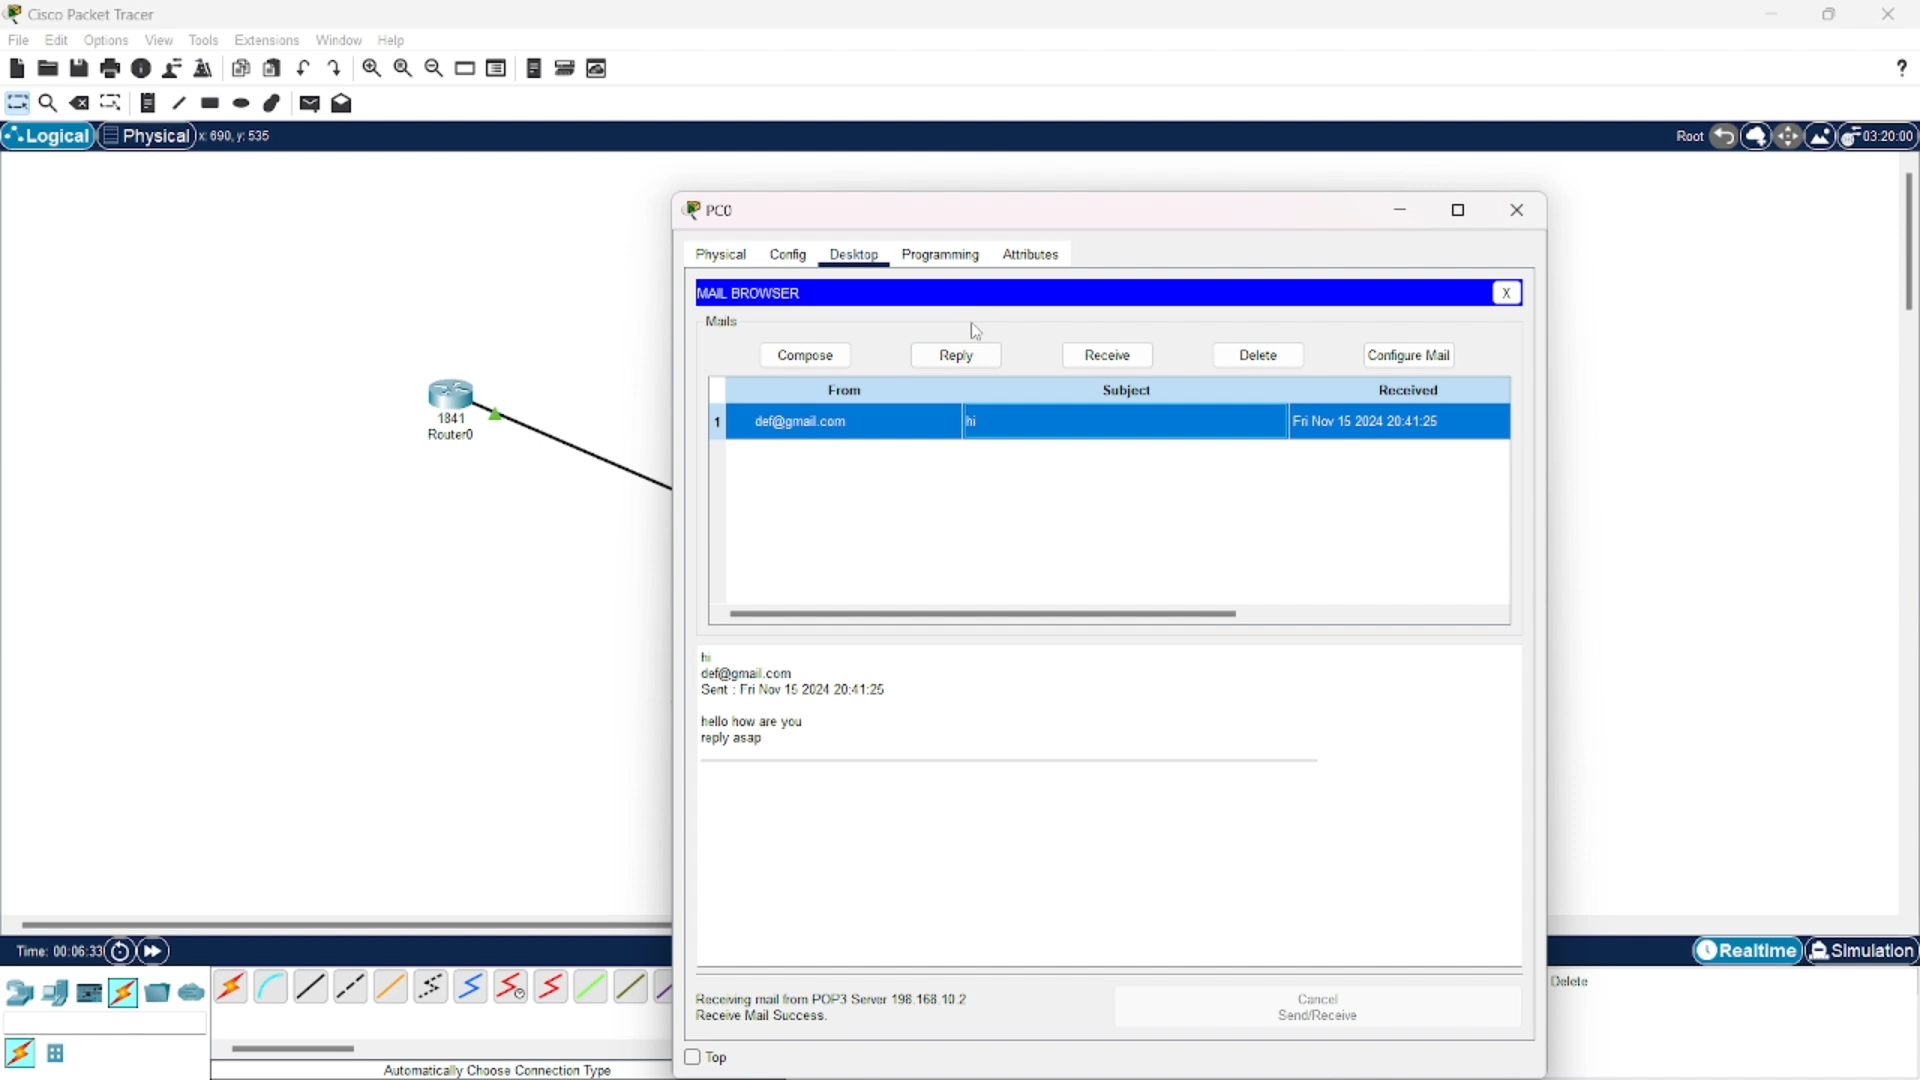 Cisco Packet Tracer
File Edit Options View Tools Extensions Window Help
?
Logical Physical x: 690, y: 535 Root 03:20:00
PC0
Physical Config Desktop Programming Attributes
MAIL BROWSER X
Mails
Compose Reply Receive Delete Configure Mail
From Subject Received
1 def@gmail.com hi Fri Nov 15 2024 20:41:25
1841
Router0
hi
def@gmail.com
Sent : Fri Nov 15 2024 20:41:25
hello how are you
reply asap
Time: 00:06:33 Realtime Simulation
Delete
Receiving mail from POP3 Server 198.168.10.2
Receive Mail Success.
Cancel
Send/Receive
Top
Automatically Choose Connection Type